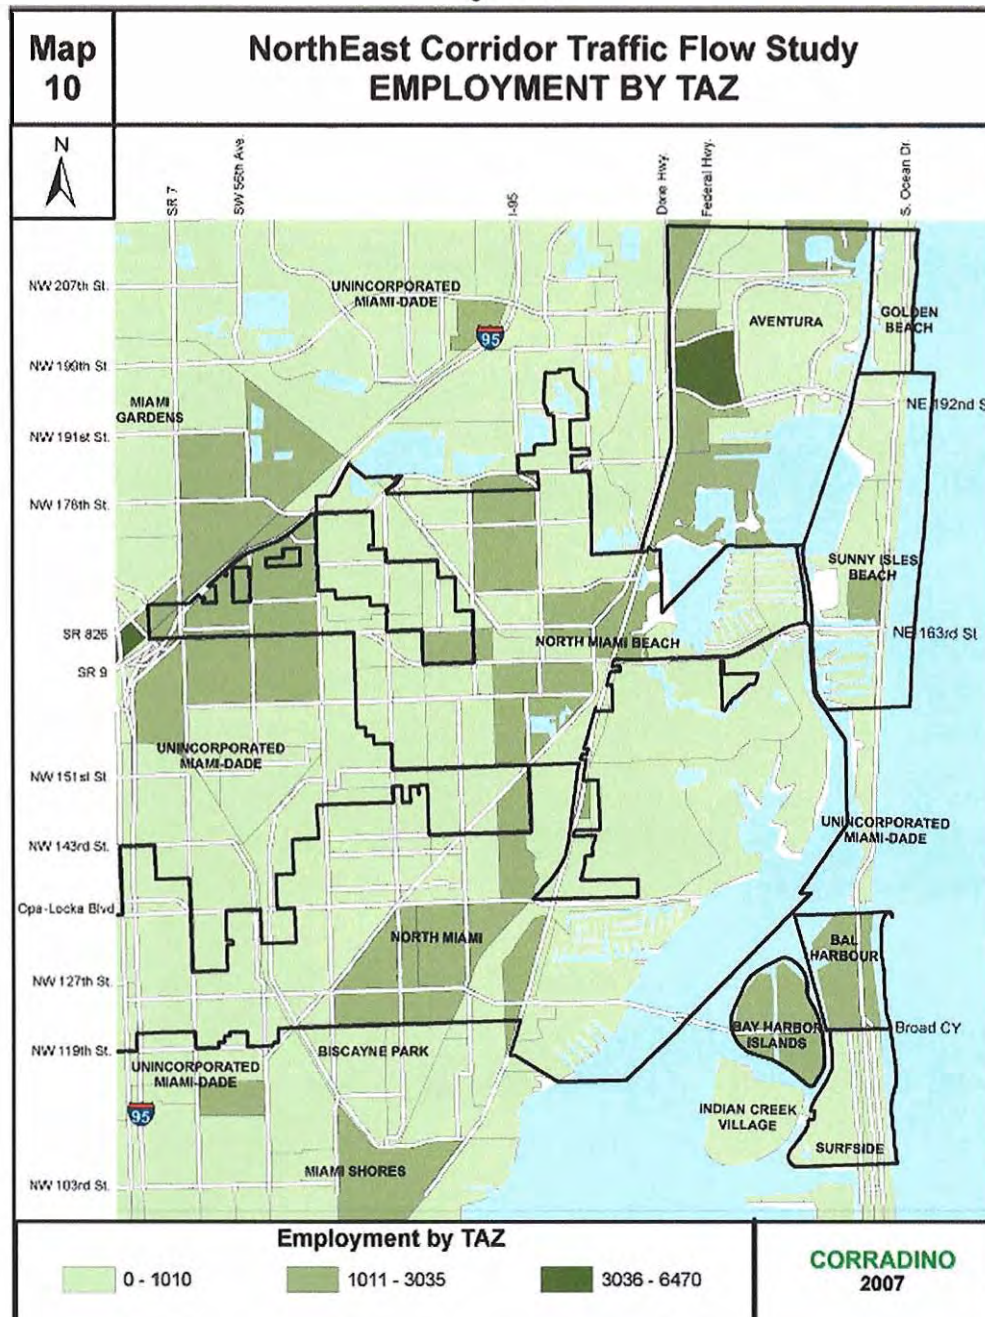 Map
10
NorthEast Corridor Traffic Flow Study
EMPLOYMENT BY TAZ
N
SR 7
SW 56th Ave.
I-95
Dixie Hwy.
Federal Hwy.
S. Ocean Dr.
NW 207th St.
NW 199th St.
NW 191st St.
NW 176th St.
SR 826
SR 9
NW 151st St.
NW 143rd St.
Opa-Locka Blvd
NW 127th St.
NW 119th St.
NW 103rd St.
UNINCORPORATED
MIAMI-DADE
95
AVENTURA
GOLDEN
BEACH
MIAMI
GARDENS
NE 192nd S
SUNNY ISLES
BEACH
NORTH MIAMI BEACH
NE 163rd St.
UNINCORPORATED
MIAMI-DADE
UNINCORPORATED
MIAMI-DADE
NORTH MIAMI
BAL
HARBOUR
BAY HARBOR
ISLANDS
Broad CY
BISCAYNE PARK
UNINCORPORATED
MIAMI-DADE
95
INDIAN CREEK
VILLAGE
SURFSIDE
MIAMI SHORES
Employment by TAZ
0 - 1010
1011 - 3035
3036 - 6470
CORRADINO
2007